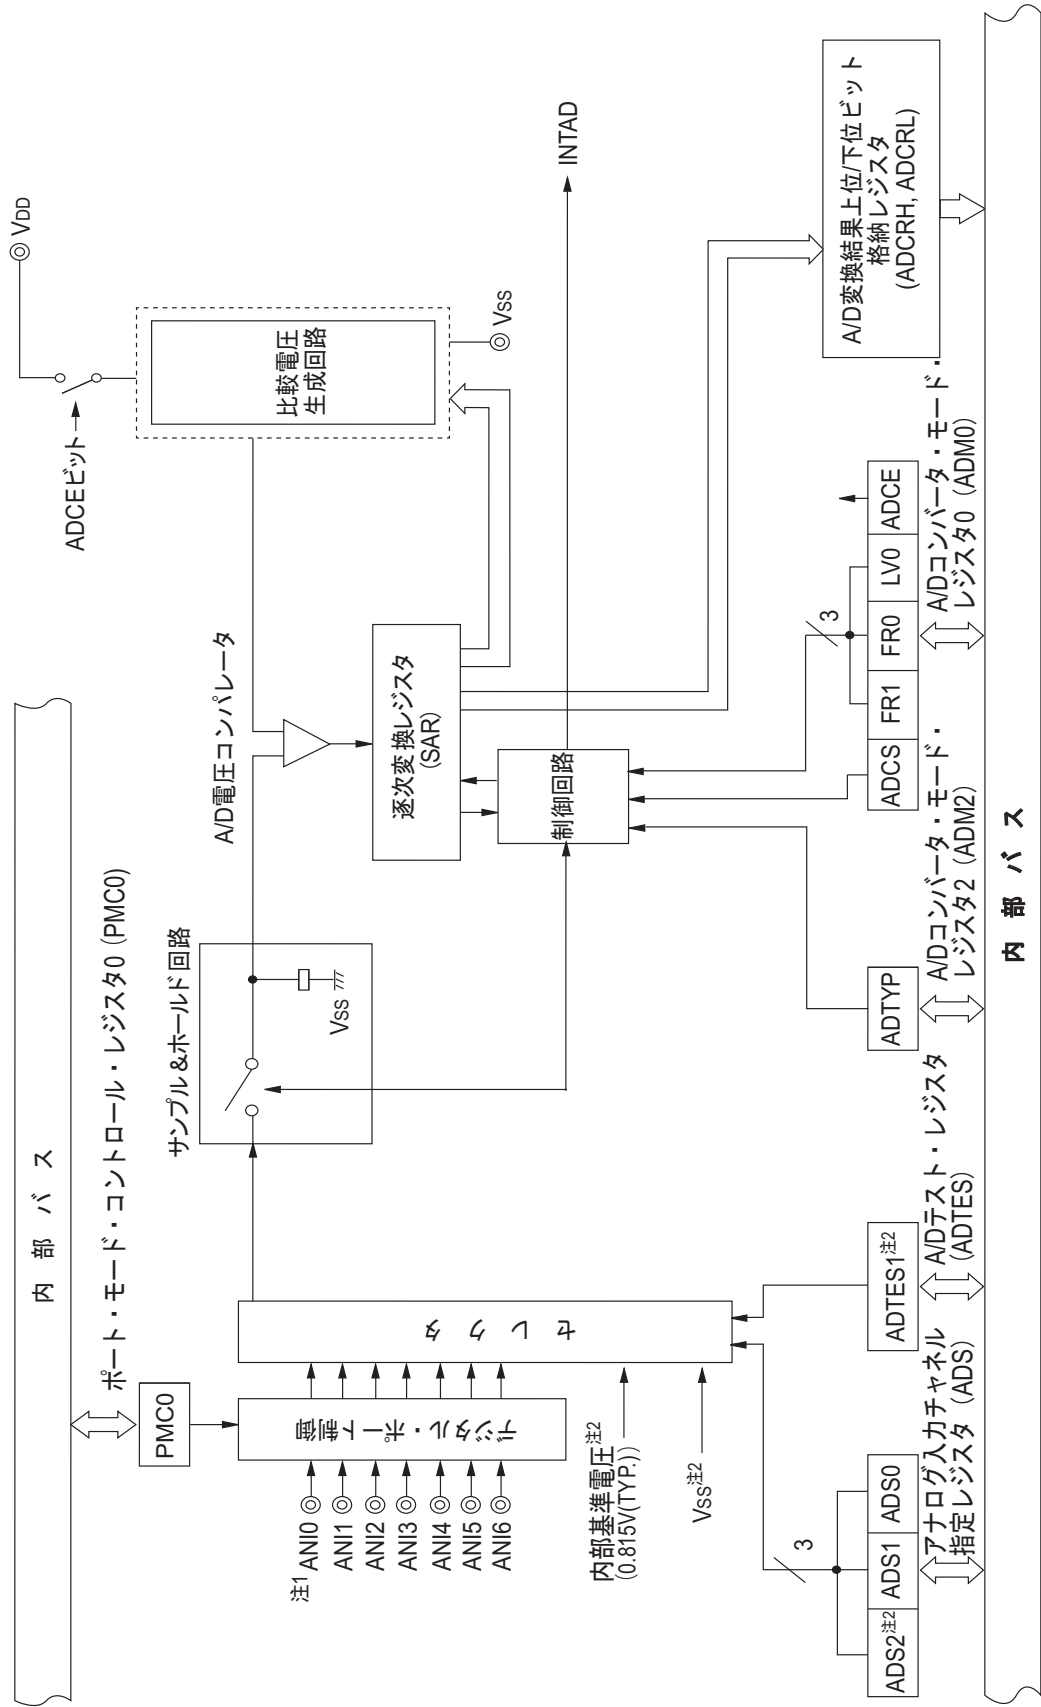 内 部 バ ス
ポート・モード・コントロール・レジスタ0 (PMC0)
PMC0
デジタル・ポート制御
注1
ANI0
ANI1
ANI2
ANI3
ANI4
ANI5
ANI6
内部基準電圧注2
(0.815V(TYP.))
VSS注2
セ レ ク タ
サンプル&ホールド回路
VSS
A/D電圧コンパレータ
ADCEビット
VDD
比較電圧
生成回路
VSS
逐次変換レジスタ
(SAR)
制御回路
INTAD
3
ADS2注2
ADS1
ADS0
アナログ入力チャネル
指定レジスタ (ADS)
ADTES1注2
A/Dテスト・レジスタ
(ADTES)
ADTYP
A/Dコンバータ・モード・
レジスタ2 (ADM2)
3
ADCS
FR1
FR0
LV0
ADCE
A/Dコンバータ・モード・
レジスタ0 (ADM0)
A/D変換結果上位/下位ビット
格納レジスタ
(ADCRH, ADCRL)
内 部 バ ス